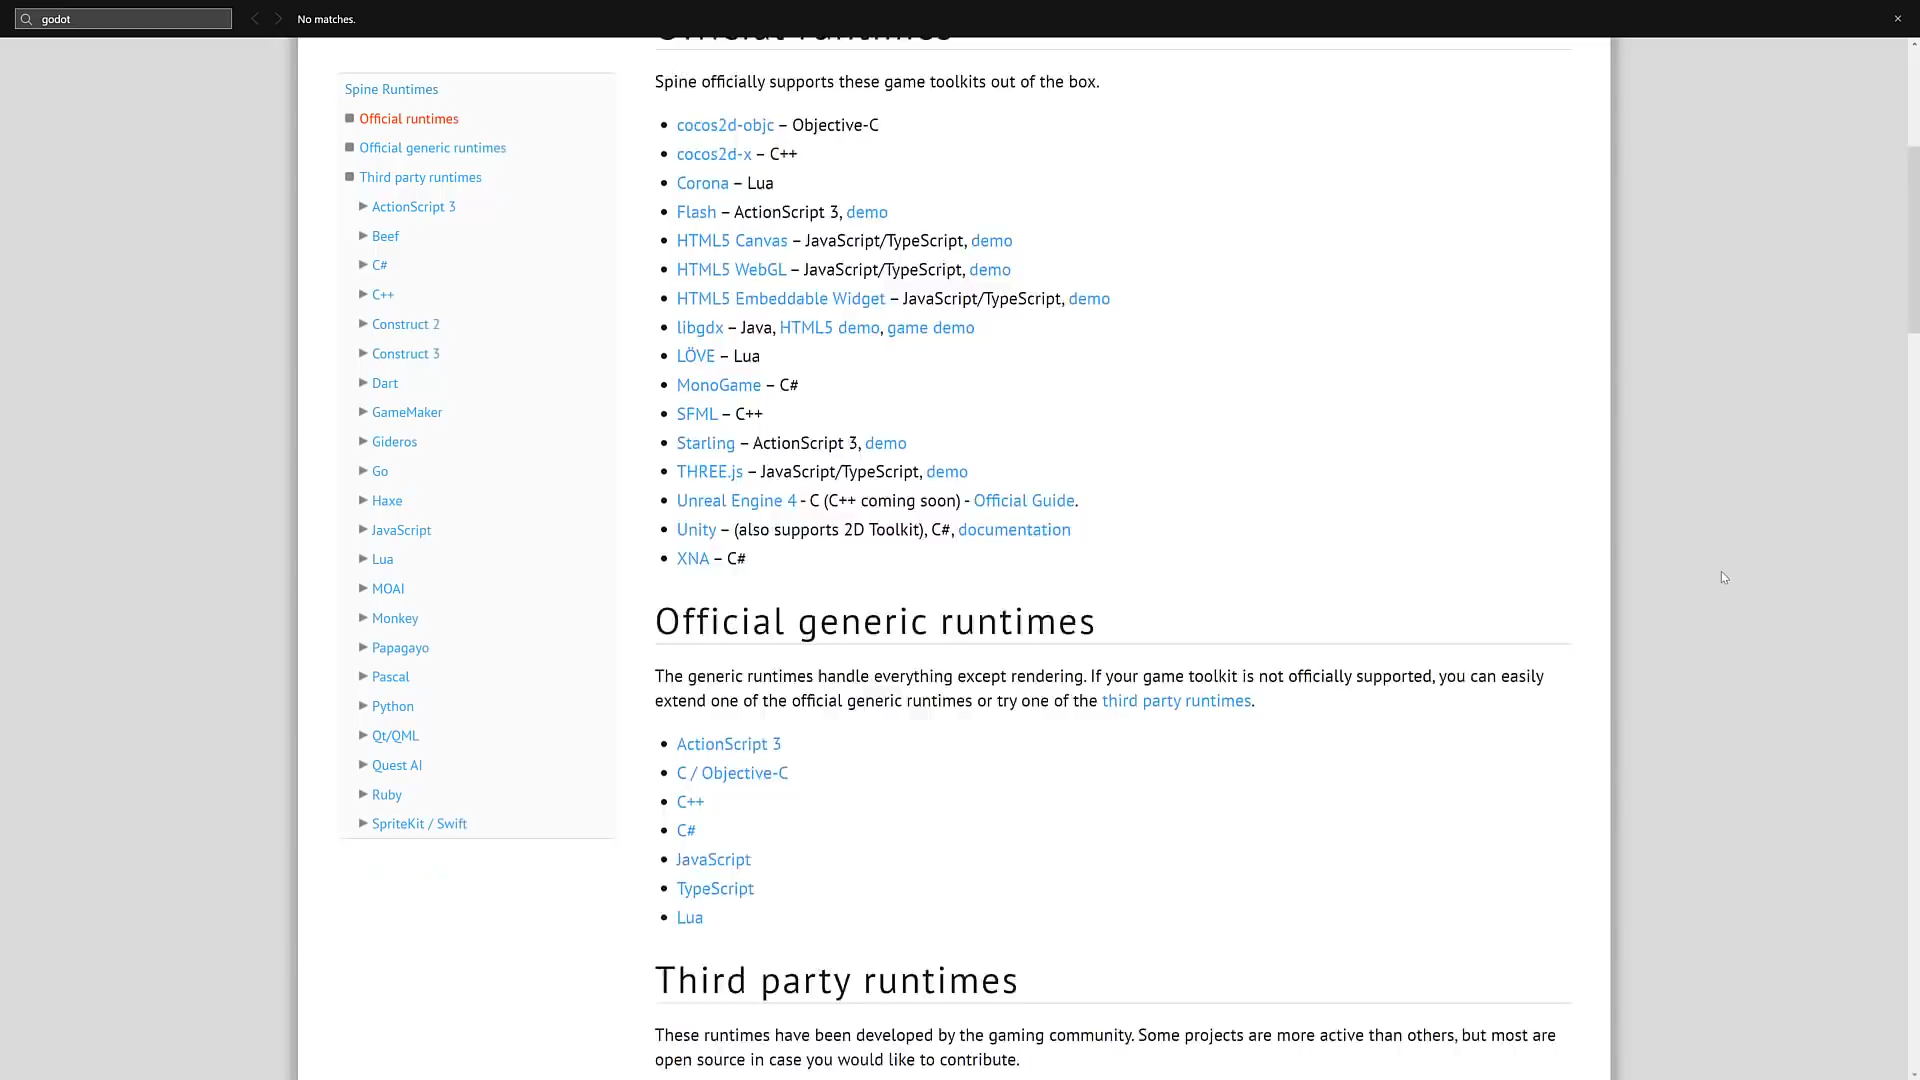 godot
No matches.
Official runtimes
Spine Runtimes
Official runtimes
Official generic runtimes
Third party runtimes
ActionScript 3
Beef
C#
C++
Construct 2
Construct 3
Dart
GameMaker
Gideros
Go
Haxe
JavaScript
Lua
MOAI
Monkey
Papagayo
Pascal
Python
Qt/QML
Quest AI
Ruby
SpriteKit / Swift
Spine officially supports these game toolkits out of the box.
cocos2d-objc – Objective-C
cocos2d-x – C++
Corona – Lua
Flash – ActionScript 3, demo
HTML5 Canvas – JavaScript/TypeScript, demo
HTML5 WebGL – JavaScript/TypeScript, demo
HTML5 Embeddable Widget – JavaScript/TypeScript, demo
libgdx – Java, HTML5 demo, game demo
LÖVE – Lua
MonoGame – C#
SFML – C++
Starling – ActionScript 3, demo
THREE.js – JavaScript/TypeScript, demo
Unreal Engine 4 - C (C++ coming soon) - Official Guide.
Unity – (also supports 2D Toolkit), C#, documentation
XNA – C#
Official generic runtimes
The generic runtimes handle everything except rendering. If your game toolkit is not officially supported, you can easily
extend one of the official generic runtimes or try one of the third party runtimes.
ActionScript 3
C / Objective-C
C++
C#
JavaScript
TypeScript
Lua
Third party runtimes
These runtimes have been developed by the gaming community. Some projects are more active than others, but most are
open source in case you would like to contribute.